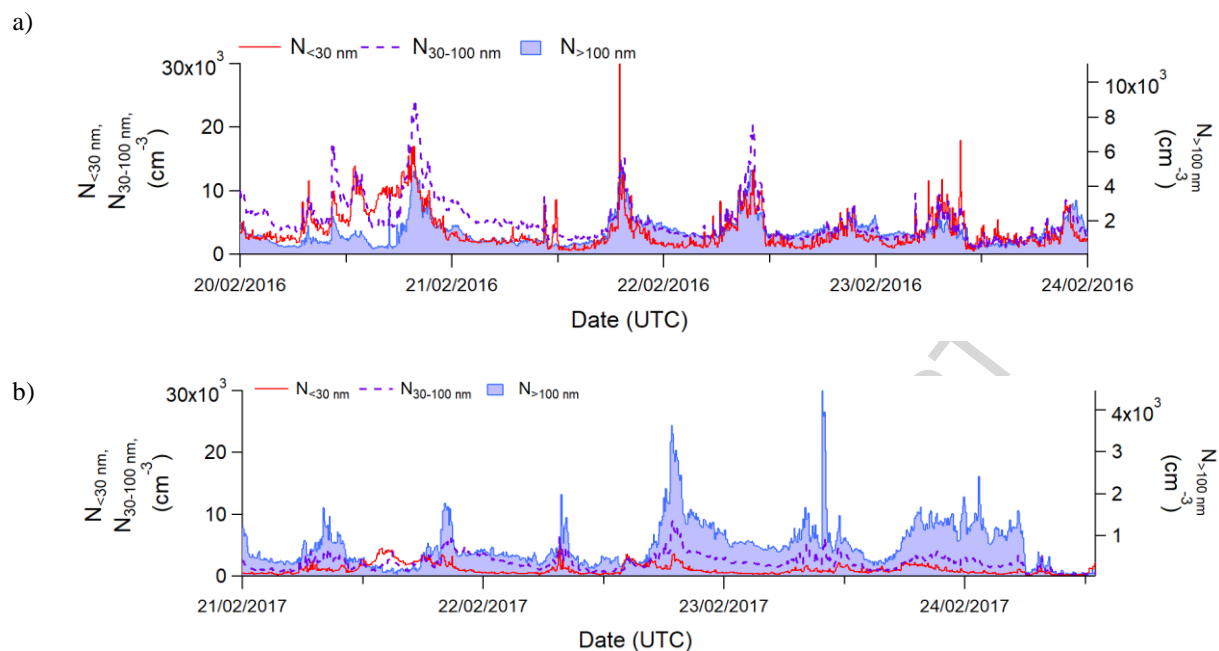 a)
N<30 nm N30-100 nm N>100 nm
30x10³
20
10
0
N<30 nm,
N30-100 nm,
(cm⁻³)
10x10³
8
6
4
2
N>100 nm
(cm⁻³)
20/02/2016 21/02/2016 22/02/2016 23/02/2016 24/02/2016
Date (UTC)
b)
N<30 nm N30-100 nm N>100 nm
30x10³
20
10
0
N<30 nm,
N30-100 nm,
(cm⁻³)
4x10³
3
2
1
N>100 nm
(cm⁻³)
21/02/2017 22/02/2017 23/02/2017 24/02/2017
Date (UTC)